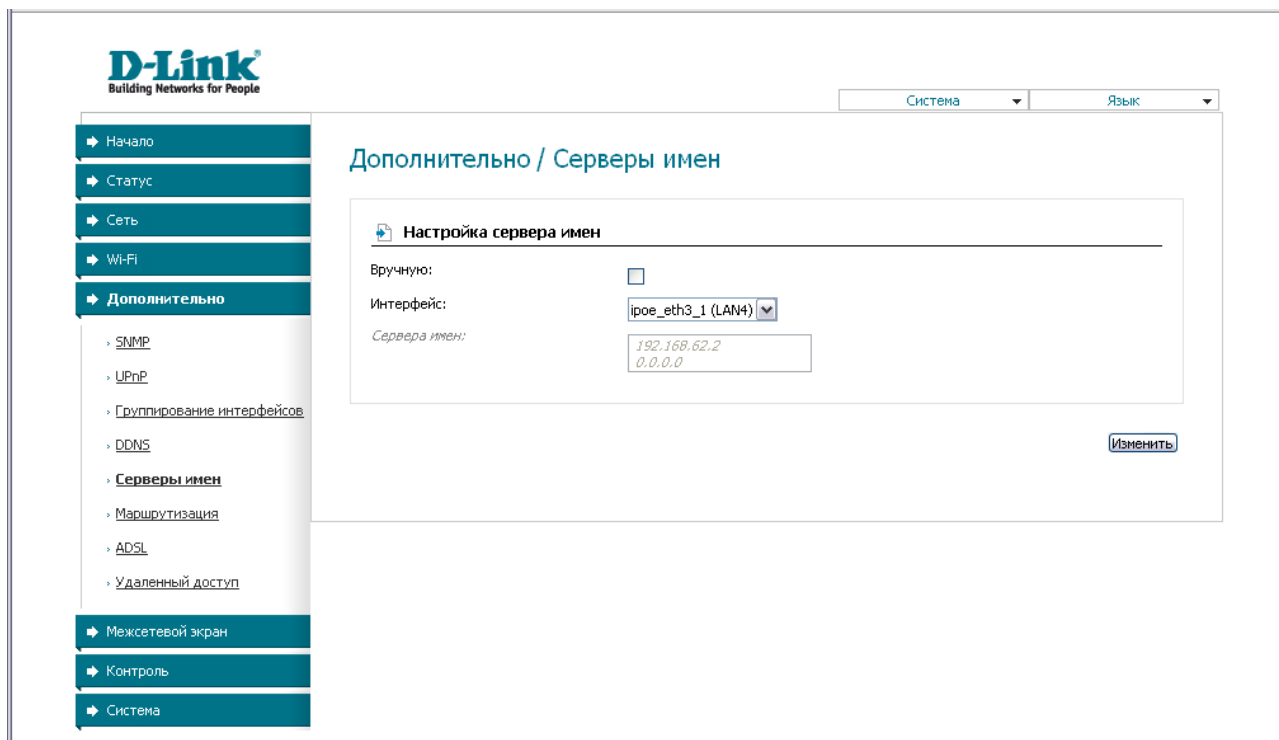 D-Link
Building Networks for People
Система
Язык
Начало
Статус
Сеть
Wi-Fi
Дополнительно
SNMP
UPnP
Группирование интерфейсов
DDNS
Серверы имен
Маршрутизация
ADSL
Удаленный доступ
Межсетевой экран
Контроль
Система
Дополнительно / Серверы имен
Настройка сервера имен
Вручную:
Интерфейс:
ipoe_eth3_1 (LAN4)
Сервера имен:
192.168.62.2
0.0.0.0
Изменить